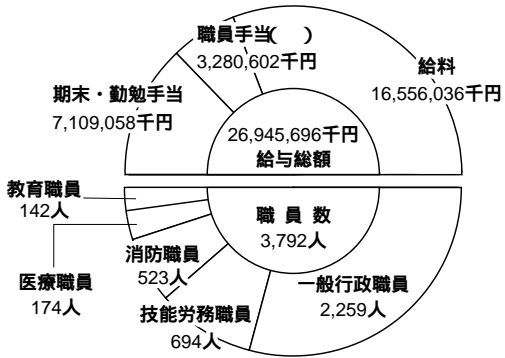 職員手当(　)
3,280,602千円
給料
16,556,036千円
期末・勤勉手当
7,109,058千円
26,945,696千円
給与総額
教育職員
142人
職員数
3,792人
消防職員
523人
医療職員
174人
一般行政職員
2,259人
技能労務職員
694人